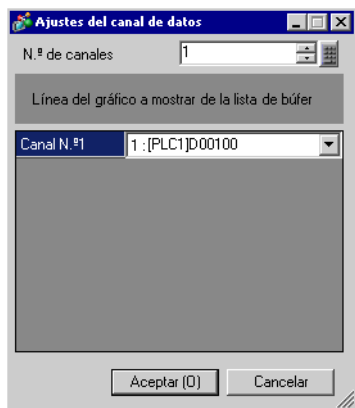 Ajustes del canal de datos
N.º de canales 1
Línea del gráfico a mostrar de la lista de búfer
Canal N.º1 1 :[PLC1]D00100
Aceptar (O) Cancelar